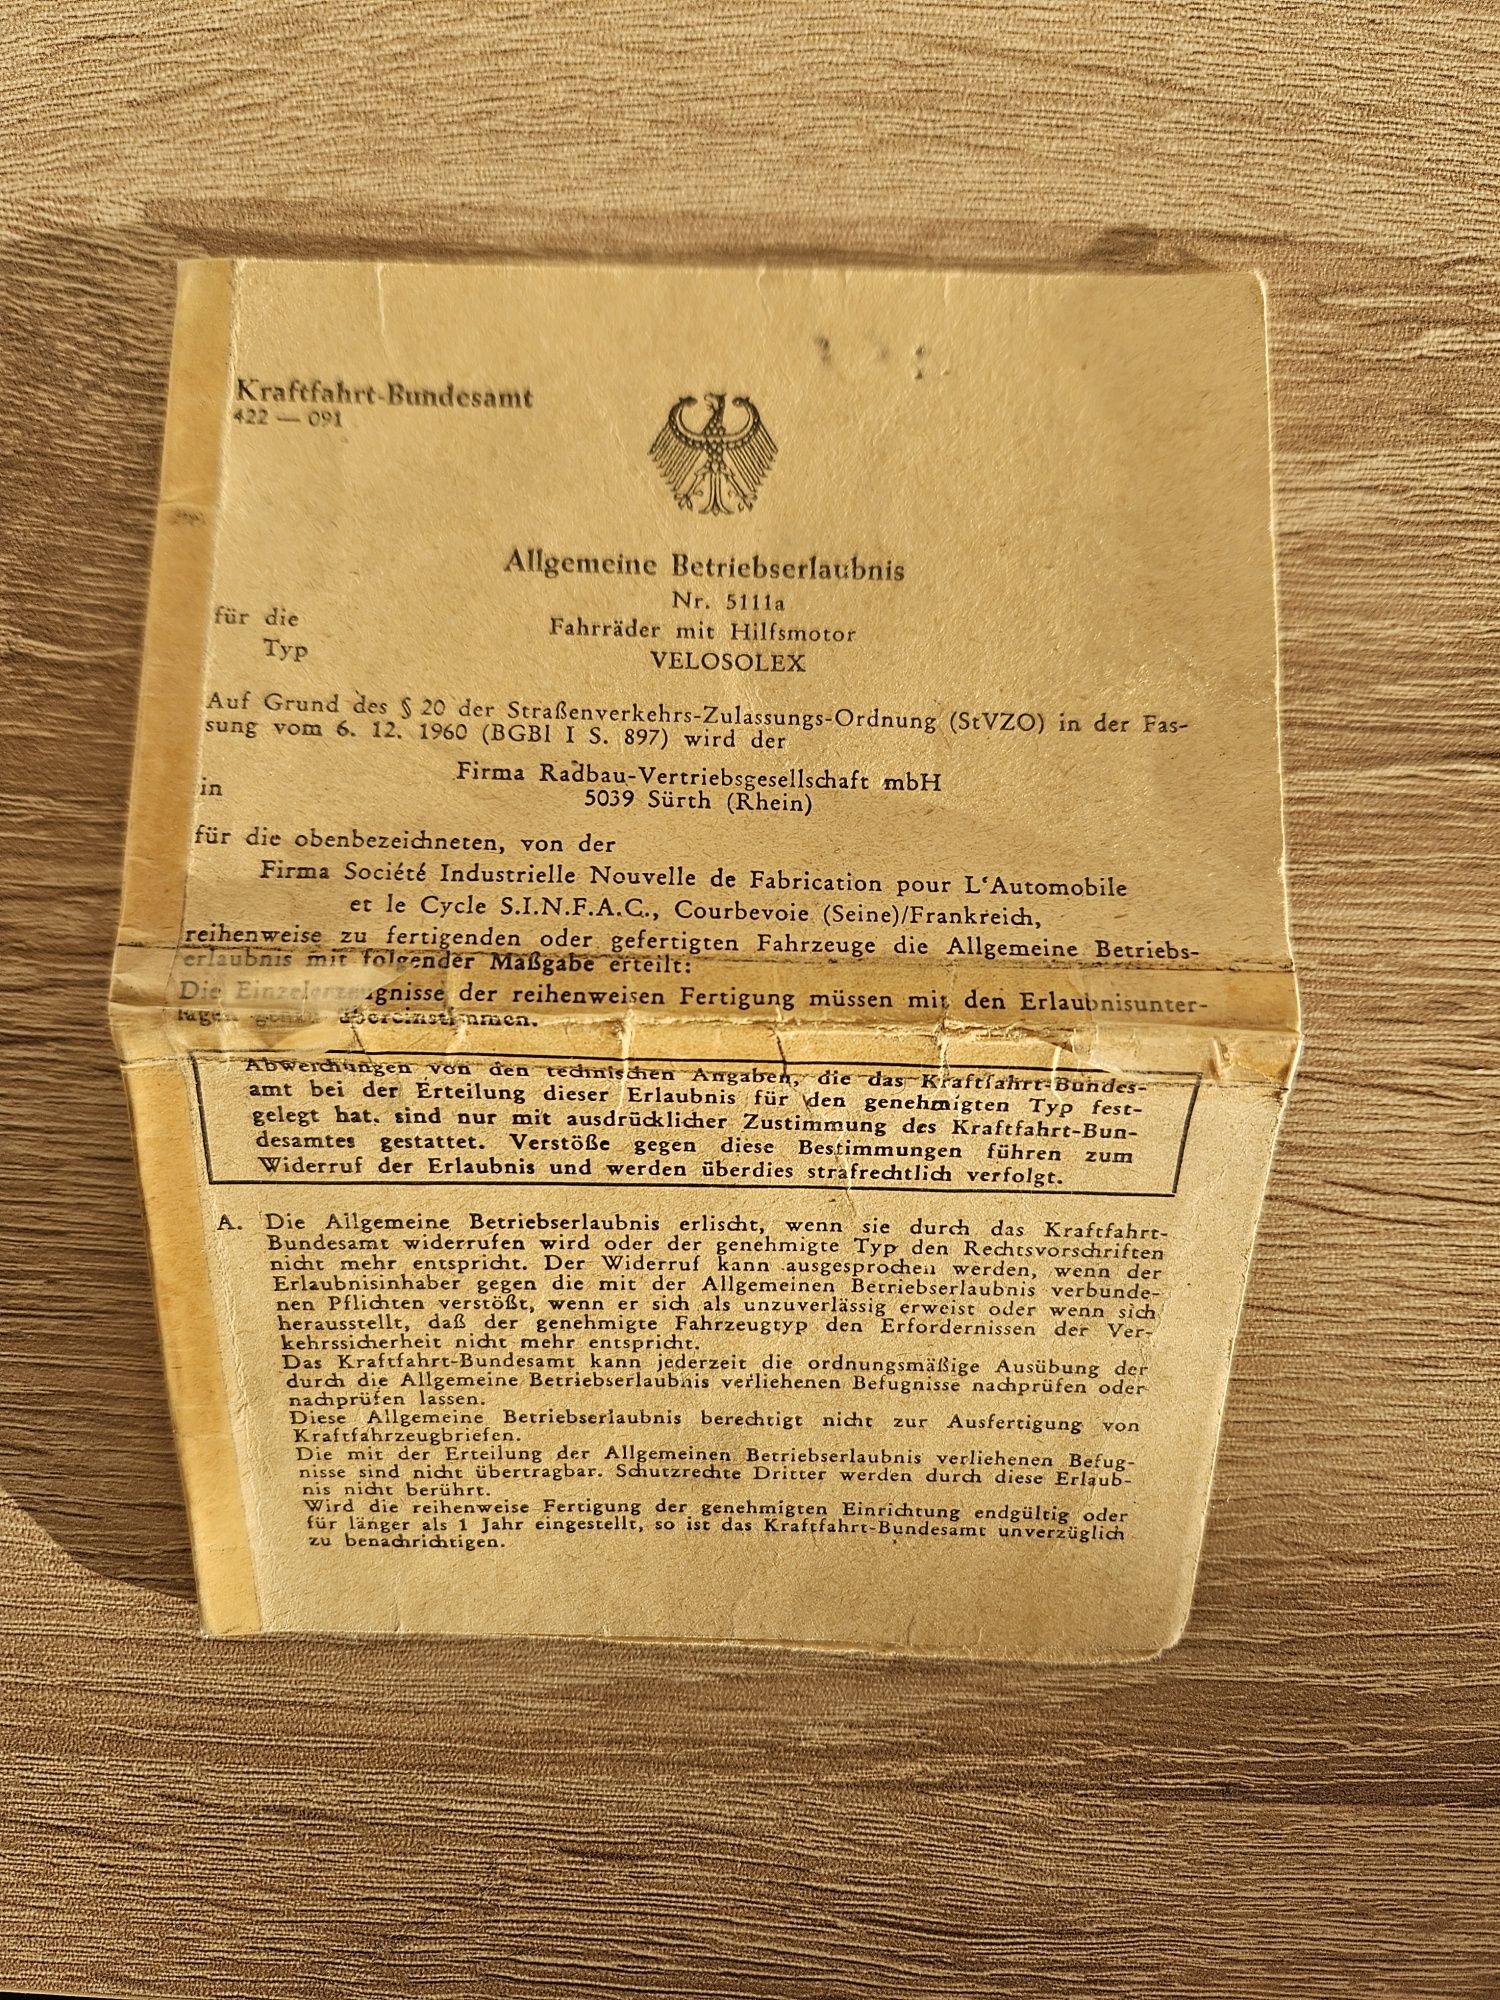 Kraftfahrt-Bundesamt
422 — 091
Allgemeine Betriebserlaubnis
Nr. 5111a
für die Fahrräder mit Hilfsmotor
Typ VELOSOLEX
Auf Grund des § 20 der Straßenverkehrs-Zulassungs-Ordnung (StVZO) in der Fas-
sung vom 6. 12. 1960 (BGBl I S. 897) wird der
Firma Radbau-Vertriebsgesellschaft mbH
in 5039 Sürth (Rhein)
für die obenbezeichneten, von der
Firma Société Industrielle Nouvelle de Fabrication pour L‘Automobile
et le Cycle S.I.N.F.A.C., Courbevoie (Seine)/Frankreich,
reihenweise zu fertigenden oder gefertigten Fahrzeuge die Allgemeine Betriebs-
erlaubnis mit folgender Maßgabe erteilt:
Die Einzelerzeugnisse der reihenweisen Fertigung müssen mit den Erlaubnisunter-
lagen genau übereinstimmen.
Abweichungen von den technischen Angaben, die das Kraftfahrt-Bundes-
amt bei der Erteilung dieser Erlaubnis für den genehmigten Typ fest-
gelegt hat. sind nur mit ausdrücklicher Zustimmung des Kraftfahrt-Bun-
desamtes gestattet. Verstöße gegen diese Bestimmungen führen zum
Widerruf der Erlaubnis und werden überdies strafrechtlich verfolgt.
A. Die Allgemeine Betriebserlaubnis erlischt, wenn sie durch das Kraftfahrt-
Bundesamt widerrufen wird oder der genehmigte Typ den Rechtsvorschriften
nicht mehr entspricht. Der Widerruf kann ausgesprochen werden, wenn der
Erlaubnisinhaber gegen die mit der Allgemeinen Betriebserlaubnis verbunde-
nen Pflichten verstößt, wenn er sich als unzuverlässig erweist oder wenn sich
herausstellt, daß der genehmigte Fahrzeugtyp den Erfordernissen der Ver-
kehrssicherheit nicht mehr entspricht.
Das Kraftfahrt-Bundesamt kann jederzeit die ordnungsmäßige Ausübung der
durch die Allgemeine Betriebserlaubnis verliehenen Befugnisse nachprüfen oder
nachprüfen lassen.
Diese Allgemeine Betriebserlaubnis berechtigt nicht zur Ausfertigung von
Kraftfahrzeugbriefen.
Die mit der Erteilung der Allgemeinen Betriebserlaubnis verliehenen Befug-
nisse sind nicht übertragbar. Schutzrechte Dritter werden durch diese Erlaub-
nis nicht berührt.
Wird die reihenweise Fertigung der genehmigten Einrichtung endgültig oder
für länger als 1 Jahr eingestellt, so ist das Kraftfahrt-Bundesamt unverzüglich
zu benachrichtigen.